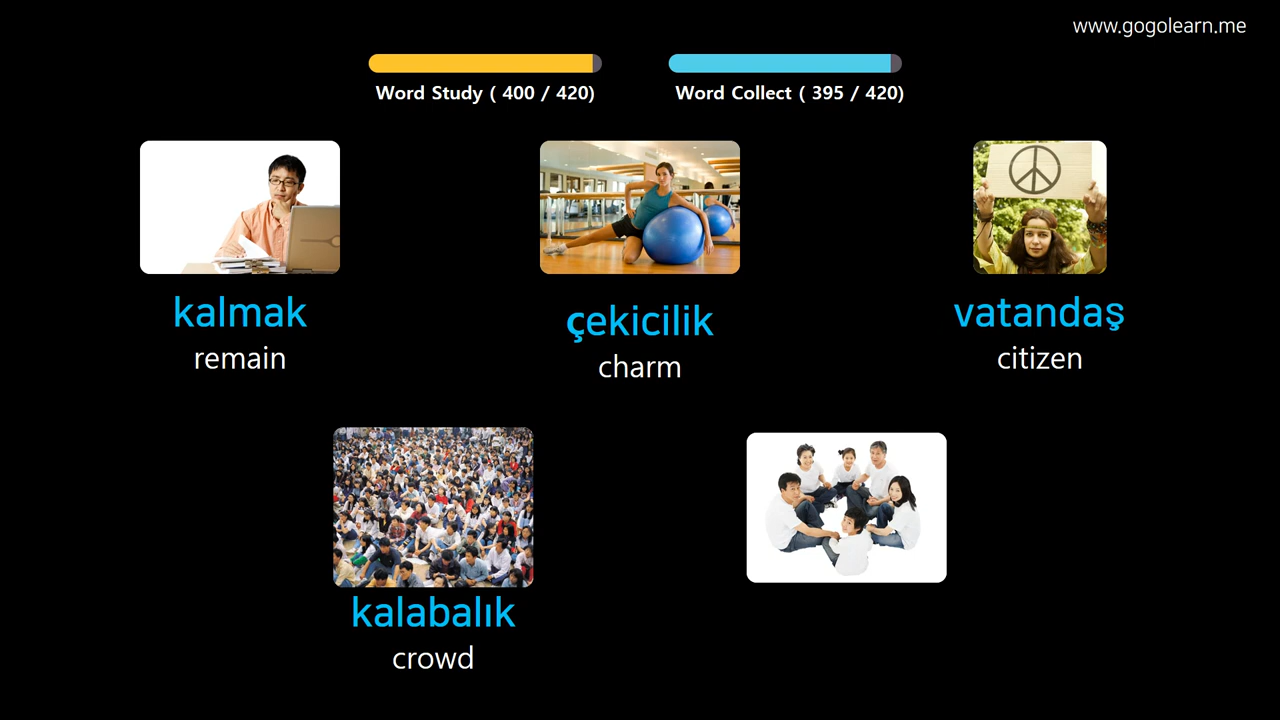 www.gogolearn.me
Word Study ( 400 / 420)
Word Collect ( 395 / 420)
kalmak
remain
çekicilik
charm
vatandaş
citizen
kalabalık
crowd